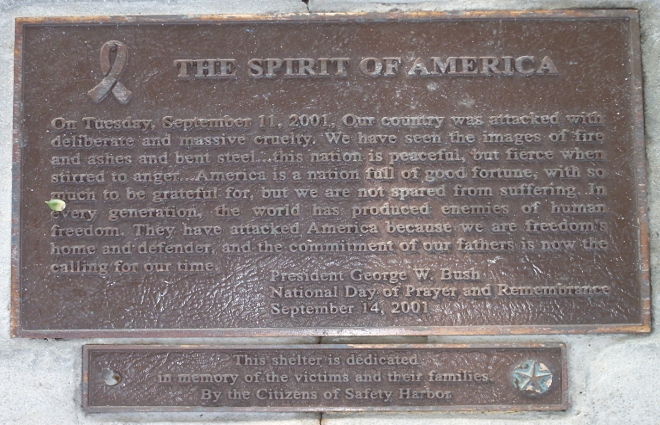 THE SPIRIT OF AMERICA
On Tuesday, September 11, 2001, Our country was attacked with
deliberate and massive cruelty. We have seen the images of fire
and ashes and bent steel...this nation is peaceful, but fierce when
stirred to anger...America is a nation full of good fortune, with so
much to be grateful for, but we are not spared from suffering. In
every generation, the world has produced enemies of human
freedom. They have attacked America because we are freedom's
home and defender, and the commitment of our fathers is now the
calling for our time.
President George W. Bush
National Day of Prayer and Remembrance
September 14, 2001
This shelter is dedicated
in memory of the victims and their families.
By the Citizens of Safety Harbor.